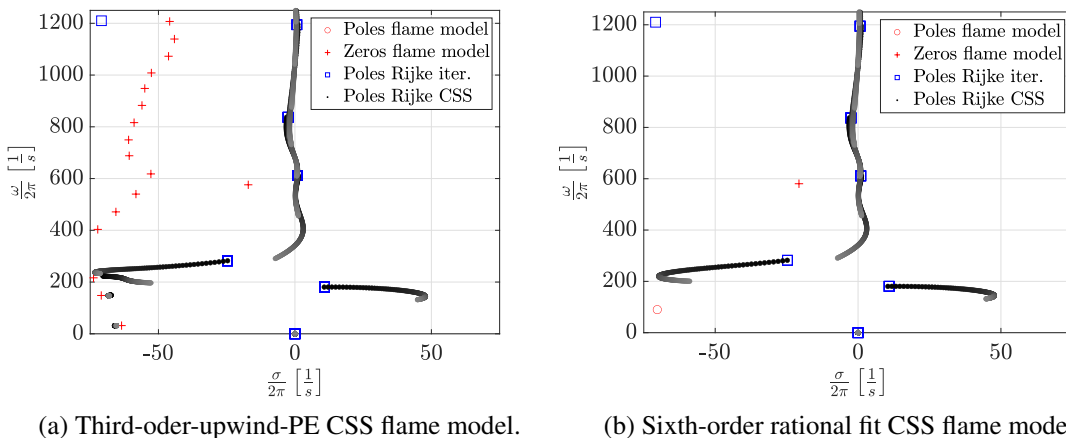 1200
1000
800
600
400
200
0
-50
0
50
ω/2π [1/s]
σ/2π [1/s]
Poles flame model
Zeros flame model
Poles Rijke iter.
Poles Rijke CSS
(a) Third-oder-upwind-PE CSS flame model.
1200
1000
800
600
400
200
0
-50
0
50
ω/2π [1/s]
σ/2π [1/s]
Poles flame model
Zeros flame model
Poles Rijke iter.
Poles Rijke CSS
(b) Sixth-order rational fit CSS flame mode